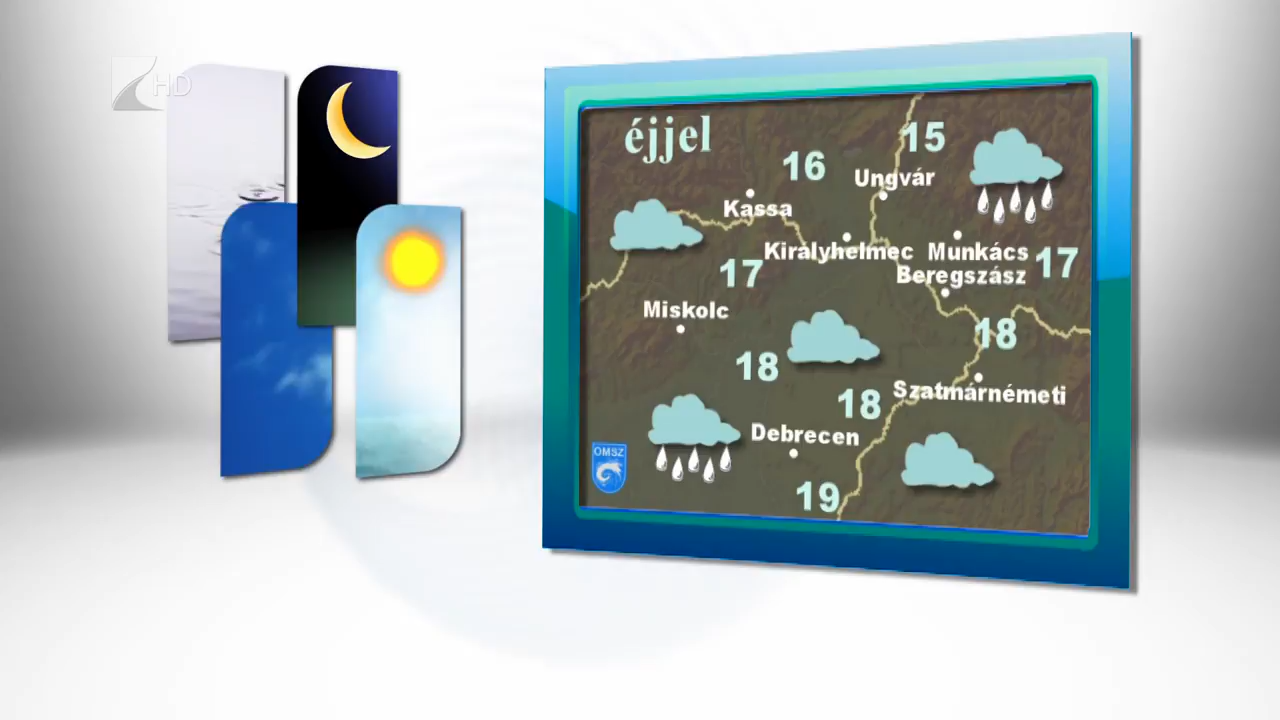 HD
éjjel
15
16
Ungvár
Kassa
Királyhelmec
Munkács
17
17
Beregszász
Miskolc
18
18
Szatmárnémeti
18
Debrecen
OMSZ
19